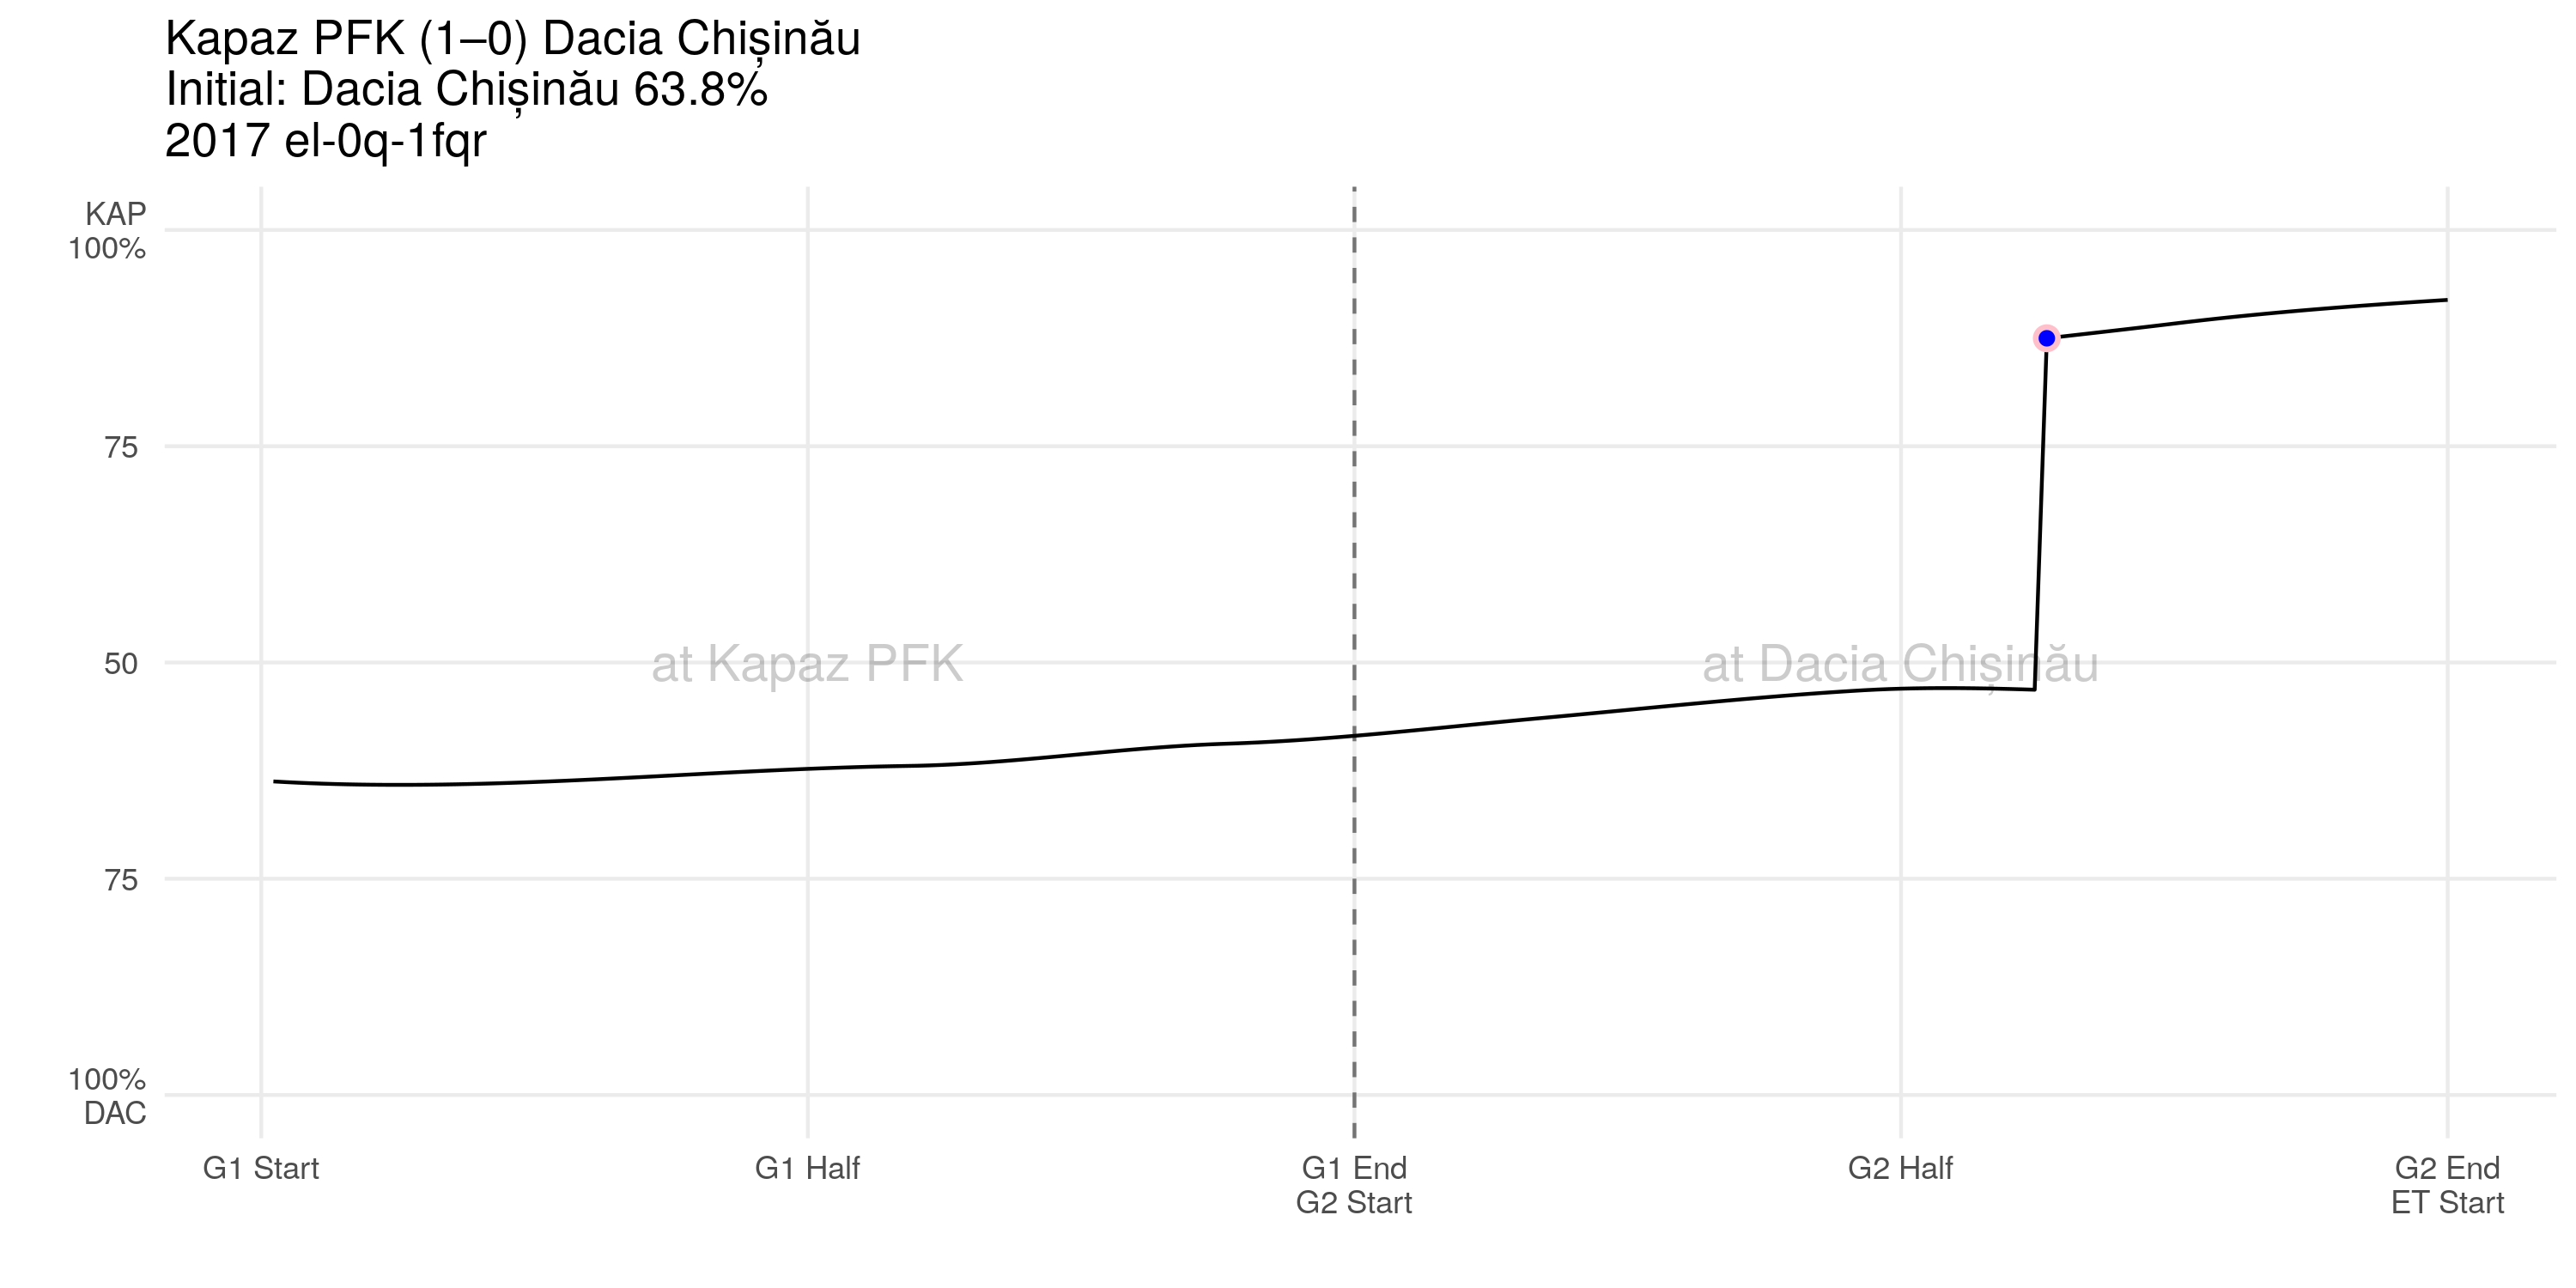 Kapaz PFK (1–0) Dacia Chișinău
Initial: Dacia Chișinău 63.8%
2017 el-0q-1fqr
KAP
100%
75
50
75
100%
DAC
at Kapaz PFK
at Dacia Chișinău
G1 Start
G1 Half
G1 End
G2 Start
G2 Half
G2 End
ET Start